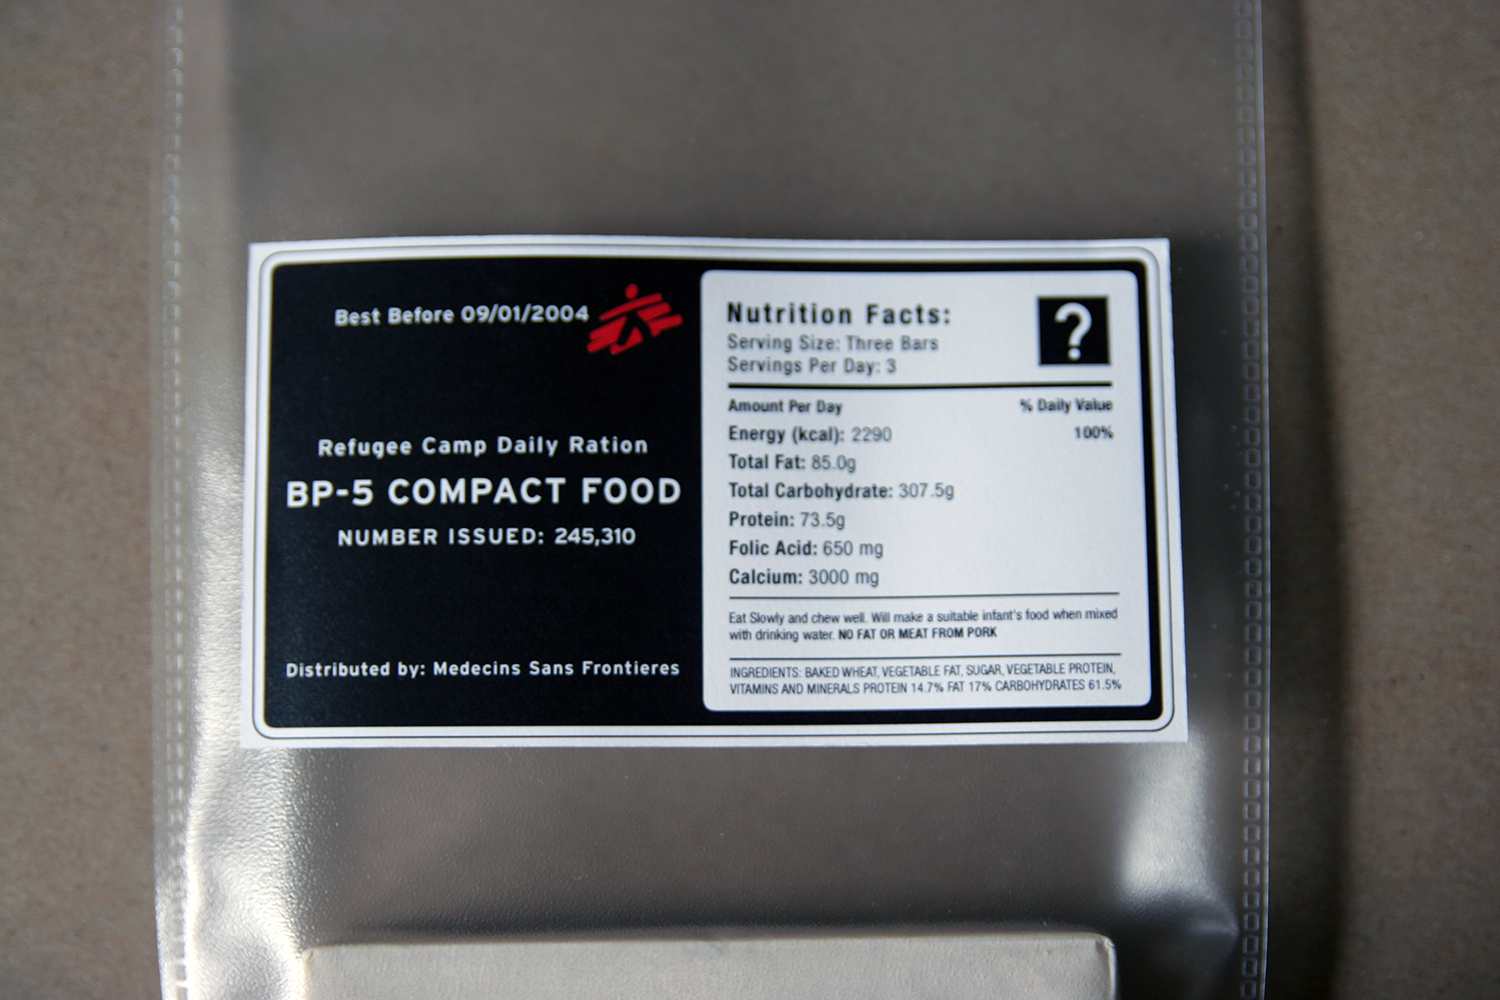 Best Before 09/01/2004
Refugee Camp Daily Ration
BP-5 COMPACT FOOD
NUMBER ISSUED: 245,310
Distributed by: Medecins Sans Frontieres
Nutrition Facts:
Serving Size: Three Bars
Servings Per Day: 3
?
Amount Per Day % Daily Value
Energy (kcal): 2290 100%
Total Fat: 85.0g
Total Carbohydrate: 307.5g
Protein: 73.5g
Folic Acid: 650 mg
Calcium: 3000 mg
Eat Slowly and chew well. Will make a suitable infant's food when mixed
with drinking water. NO FAT OR MEAT FROM PORK
INGREDIENTS: BAKED WHEAT, VEGETABLE FAT, SUGAR, VEGETABLE PROTEIN,
VITAMINS AND MINERALS PROTEIN 14.7% FAT 17% CARBOHYDRATES 61.5%